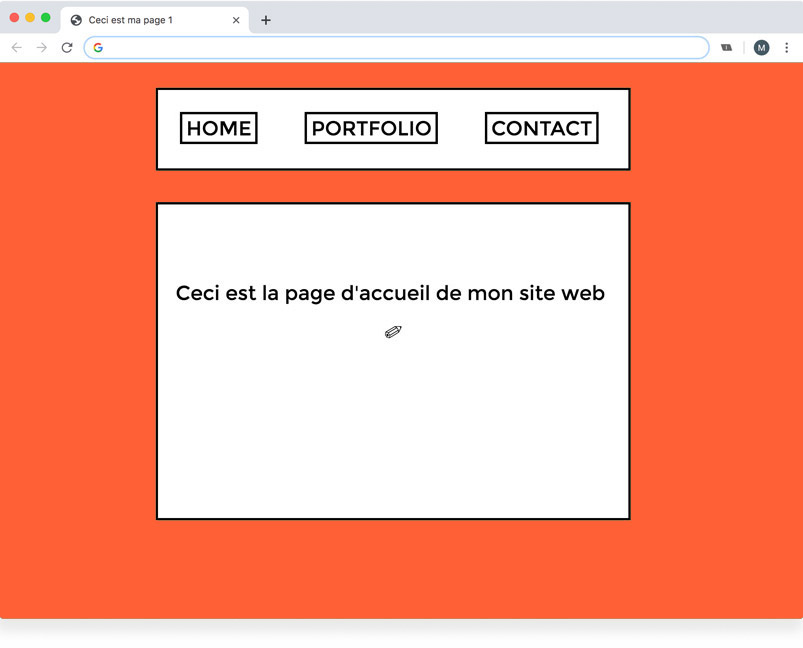 Ceci est ma page 1
M
HOME PORTFOLIO CONTACT
Ceci est la page d'accueil de mon site web